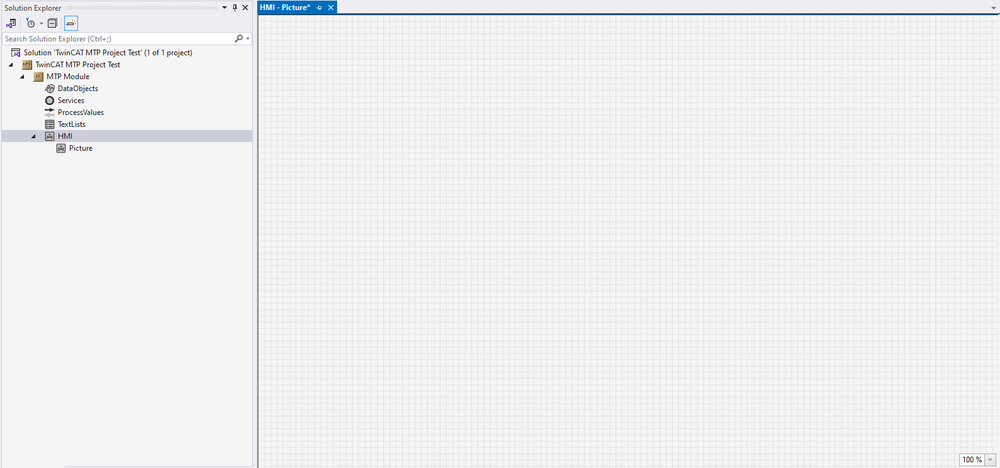 Solution Explorer
Search Solution Explorer (Ctrl+;)
Solution 'TwinCAT MTP Project Test' (1 of 1 project)
MTP TwinCAT MTP Project Test
M MTP Module
DataObjects
Services
ProcessValues
TextLists
HMI
Picture
HMI - Picture*
100 %